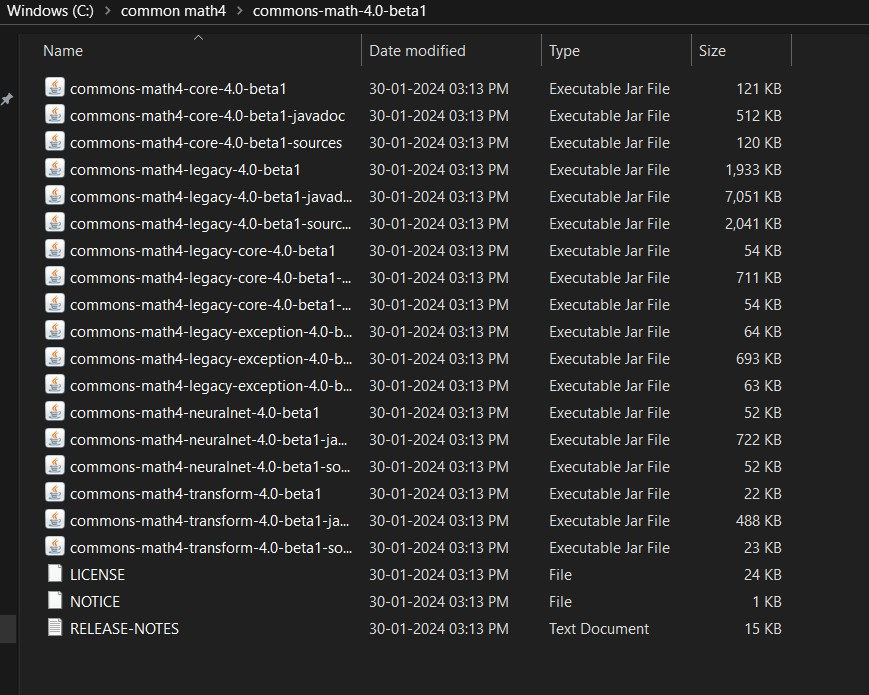 Windows (C:) > common math4 > commons-math-4.0-beta1
Name Date modified Type Size
commons-math4-core-4.0-beta1 30-01-2024 03:13 PM Executable Jar File 121 KB
commons-math4-core-4.0-beta1-javadoc 30-01-2024 03:13 PM Executable Jar File 512 KB
commons-math4-core-4.0-beta1-sources 30-01-2024 03:13 PM Executable Jar File 120 KB
commons-math4-legacy-4.0-beta1 30-01-2024 03:13 PM Executable Jar File 1,933 KB
commons-math4-legacy-4.0-beta1-javad... 30-01-2024 03:13 PM Executable Jar File 7,051 KB
commons-math4-legacy-4.0-beta1-sourc... 30-01-2024 03:13 PM Executable Jar File 2,041 KB
commons-math4-legacy-core-4.0-beta1 30-01-2024 03:13 PM Executable Jar File 54 KB
commons-math4-legacy-core-4.0-beta1-... 30-01-2024 03:13 PM Executable Jar File 711 KB
commons-math4-legacy-core-4.0-beta1-... 30-01-2024 03:13 PM Executable Jar File 54 KB
commons-math4-legacy-exception-4.0-b... 30-01-2024 03:13 PM Executable Jar File 64 KB
commons-math4-legacy-exception-4.0-b... 30-01-2024 03:13 PM Executable Jar File 693 KB
commons-math4-legacy-exception-4.0-b... 30-01-2024 03:13 PM Executable Jar File 63 KB
commons-math4-neuralnet-4.0-beta1 30-01-2024 03:13 PM Executable Jar File 52 KB
commons-math4-neuralnet-4.0-beta1-ja... 30-01-2024 03:13 PM Executable Jar File 722 KB
commons-math4-neuralnet-4.0-beta1-so... 30-01-2024 03:13 PM Executable Jar File 52 KB
commons-math4-transform-4.0-beta1 30-01-2024 03:13 PM Executable Jar File 22 KB
commons-math4-transform-4.0-beta1-ja... 30-01-2024 03:13 PM Executable Jar File 488 KB
commons-math4-transform-4.0-beta1-so... 30-01-2024 03:13 PM Executable Jar File 23 KB
LICENSE 30-01-2024 03:13 PM File 24 KB
NOTICE 30-01-2024 03:13 PM File 1 KB
RELEASE-NOTES 30-01-2024 03:13 PM Text Document 15 KB